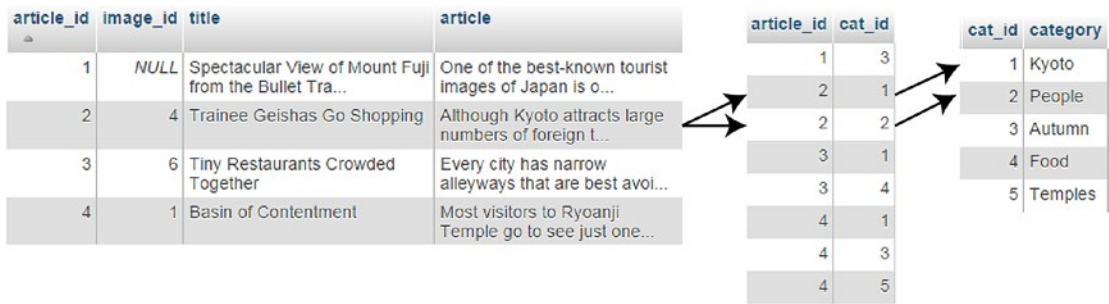 article_id image_id title article
1 NULL Spectacular View of Mount Fuji from the Bullet Tra... One of the best-known tourist images of Japan is o...
2 4 Trainee Geishas Go Shopping Although Kyoto attracts large numbers of foreign t...
3 6 Tiny Restaurants Crowded Together Every city has narrow alleyways that are best avoi...
4 1 Basin of Contentment Most visitors to Ryoanji Temple go to see just one...
article_id cat_id
1 3
2 1
2 2
3 1
3 4
4 1
4 3
4 5
cat_id category
1 Kyoto
2 People
3 Autumn
4 Food
5 Temples